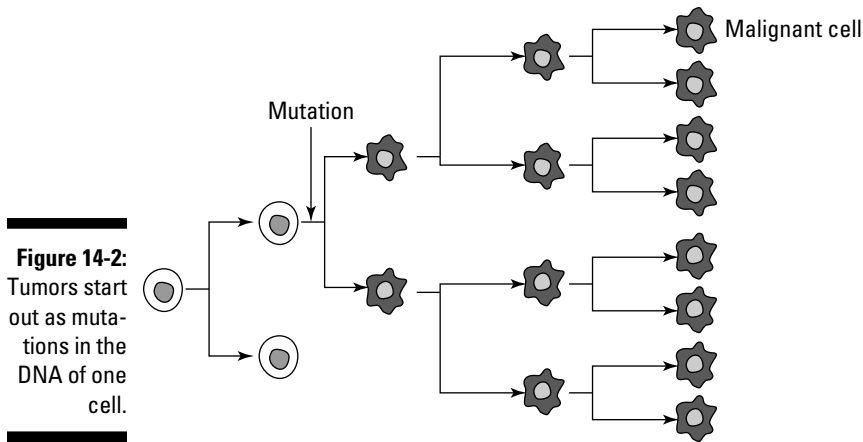 Malignant cell
Mutation
Figure 14-2:
Tumors start
out as muta-
tions in the
DNA of one
cell.